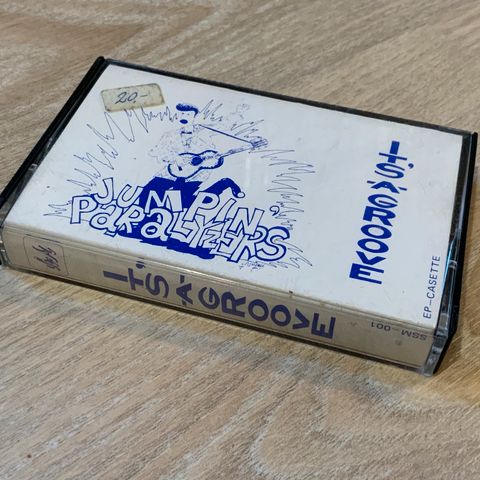 20.-
JUMPIN'
PARALYZERS
IT'S A GROOVE
EP-CASETTE
IT'S A GROOVE
SSM-001